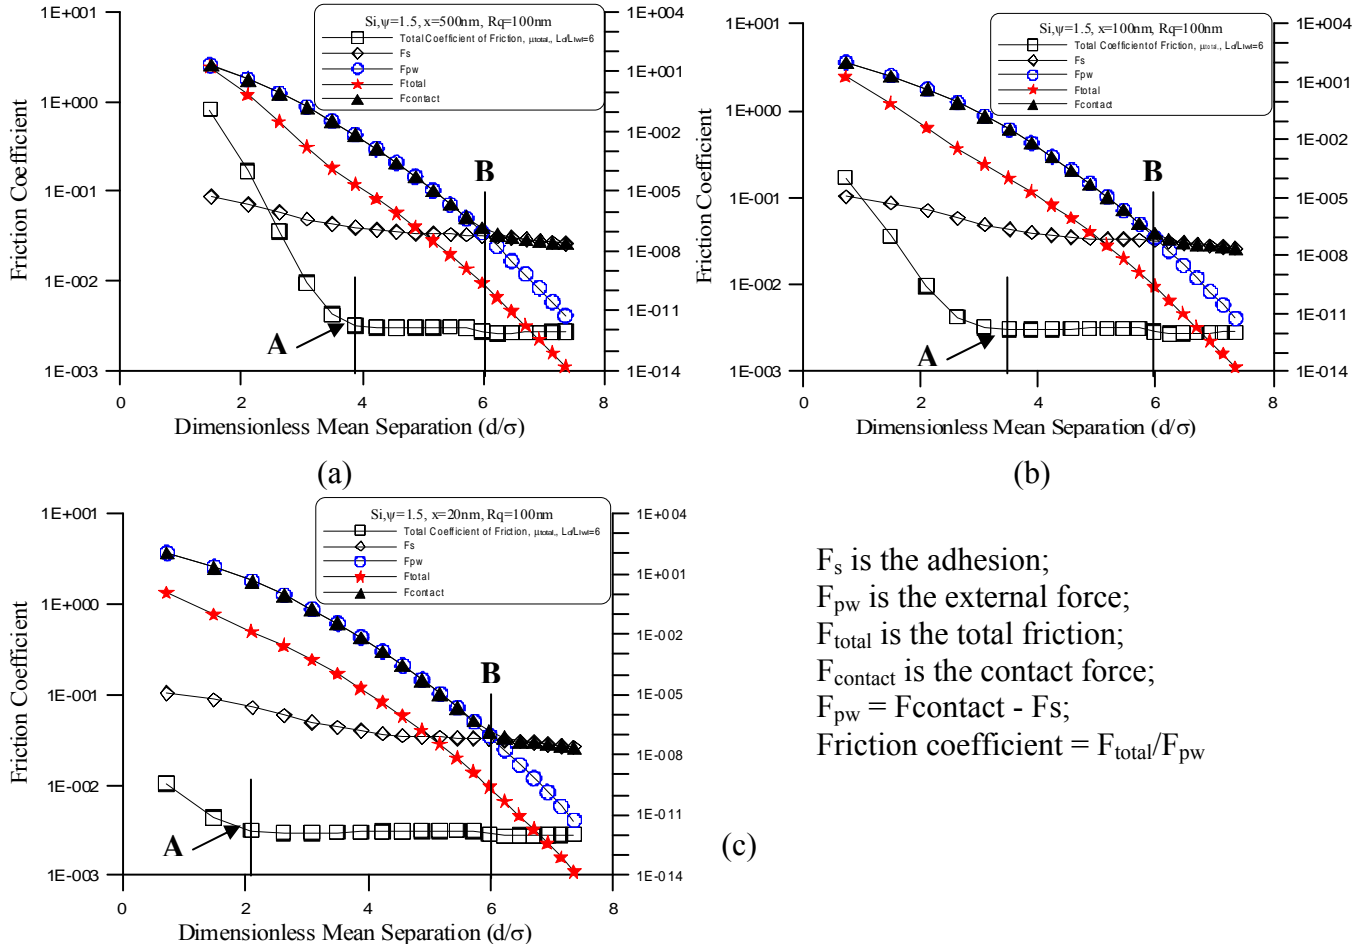 Si,ψ=1.5, x=500nm, Rq=100nm
Total Coefficient of Friction, μtotal,, Ld/Llwl=6
Fs
Fpw
Ftotal
Fcontact
1E+001
1E+000
1E-001
1E-002
1E-003
Friction Coefficient
1E+004
1E+001
1E-002
1E-005
1E-008
1E-011
1E-014
A
B
0 2 4 6 8
Dimensionless Mean Separation (d/σ)
(a)
Si,ψ=1.5, x=100nm, Rq=100nm
Total Coefficient of Friction, μtotal,, Ld/Llwl=6
Fs
Fpw
Ftotal
Fcontact
1E+001
1E+000
1E-001
1E-002
1E-003
Friction Coefficient
1E+004
1E+001
1E-002
1E-005
1E-008
1E-011
1E-014
A
B
0 2 4 6 8
Dimensionless Mean Separation (d/σ)
(b)
Si,ψ=1.5, x=20nm, Rq=100nm
Total Coefficient of Friction, μtotal,, Ld/Llwl=6
Fs
Fpw
Ftotal
Fcontact
1E+001
1E+000
1E-001
1E-002
1E-003
Friction Coefficient
1E+004
1E+001
1E-002
1E-005
1E-008
1E-011
1E-014
A
B
0 2 4 6 8
Dimensionless Mean Separation (d/σ)
(c)
Fs is the adhesion;
Fpw is the external force;
Ftotal is the total friction;
Fcontact is the contact force;
Fpw = Fcontact - Fs;
Friction coefficient = Ftotal/Fpw